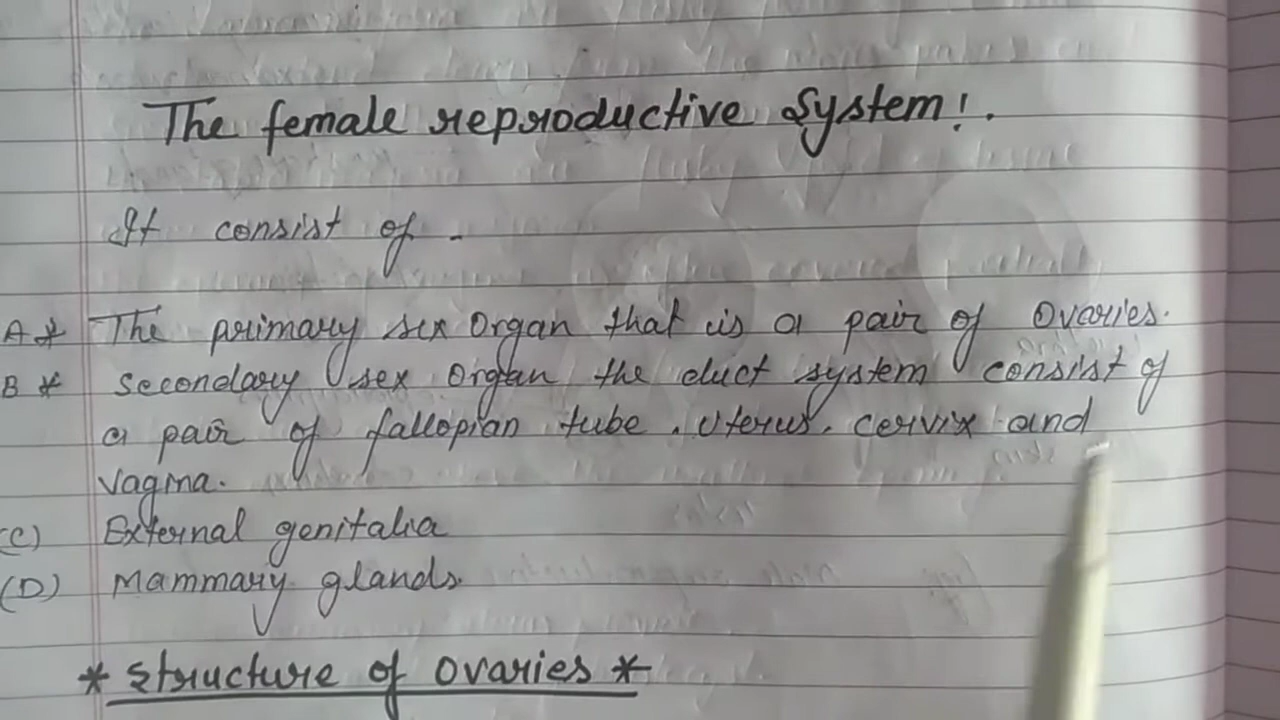 The female reproductive System!.
It consist of -
A * The primary sex organ that is a pair of Ovaries.
B * Secondary sex organ the duct system consist of
a pair of fallopian tube, Uterus, cervix and
vagina.
(C) External genitalia
(D) Mammary glands.
* Structure of Ovaries *